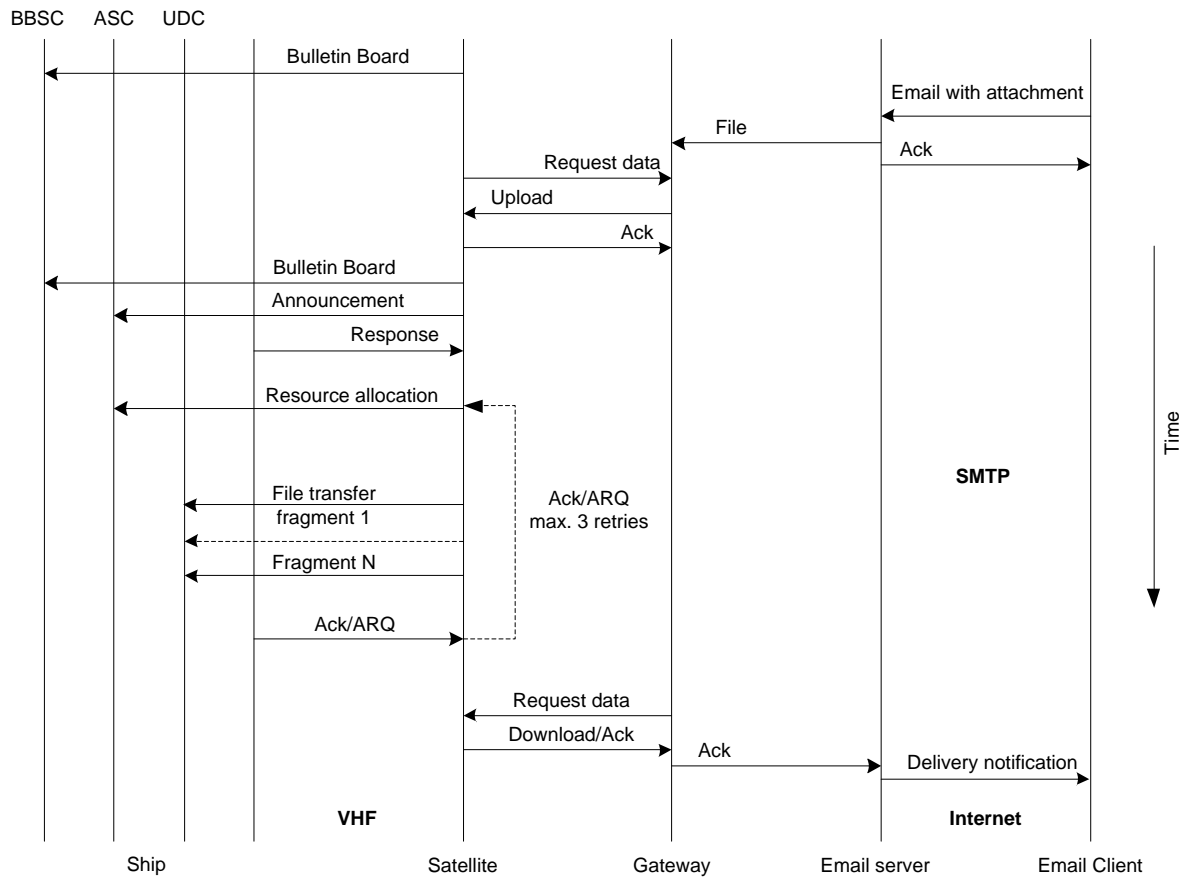 BBSC ASC UDC
Bulletin Board
Email with attachment
File
Ack
Request data
Upload
Ack
Bulletin Board
Announcement
Response
Resource allocation
Time
SMTP
File transfer
fragment 1
Ack/ARQ
max. 3 retries
Fragment N
Ack/ARQ
Request data
Download/Ack
Ack
Delivery notification
VHF
Internet
Ship
Satellite
Gateway
Email server
Email Client